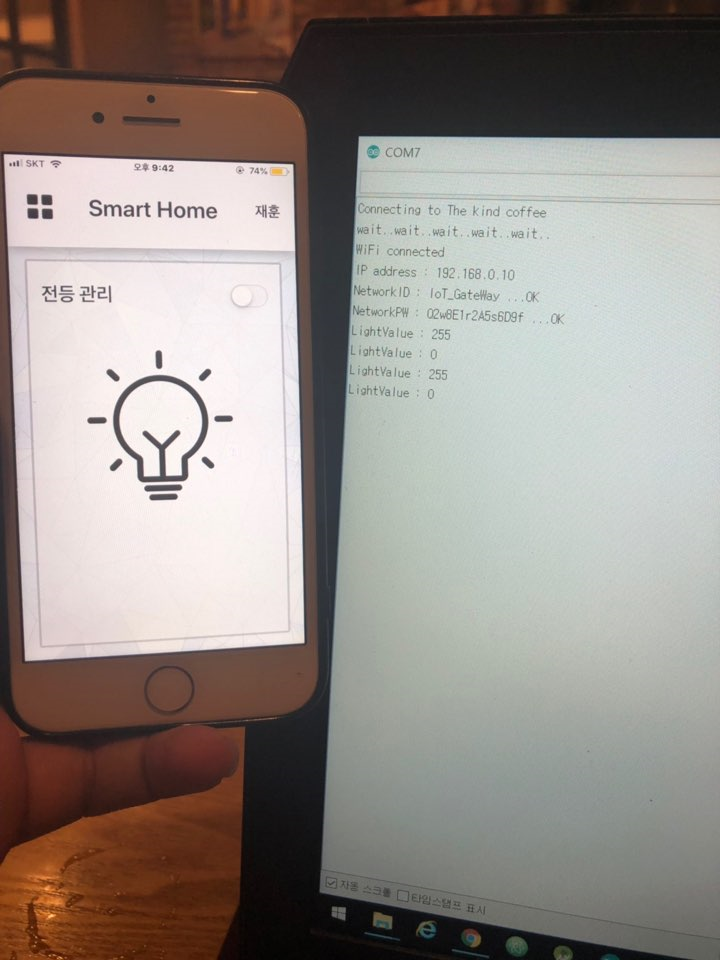 SKT
오후 9:42
74%
Smart Home
재훈
전등 관리
COM7
Connecting to The kind coffee
wait..wait..wait..wait..wait..
WiFi connected
IP address : 192.168.0.10
NetworkID : IoT_GateWay ...OK
NetworkPW : Q2w8E1r2A5s6D9f ...OK
LightValue : 255
LightValue : 0
LightValue : 255
LightValue : 0
자동 스크롤
타임스탬프 표시